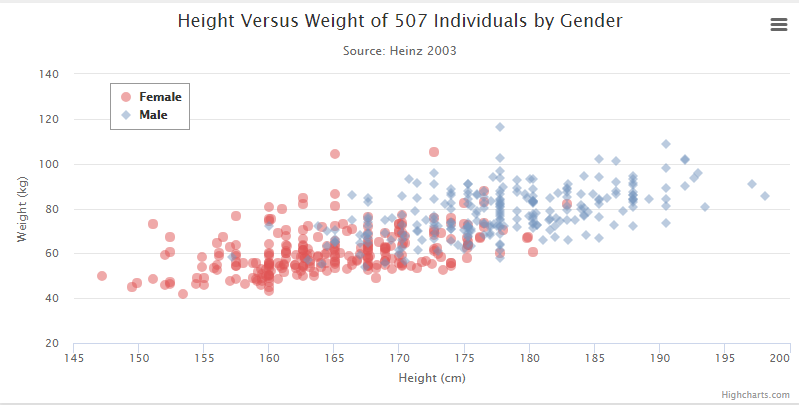 Height Versus Weight of 507 Individuals by Gender
Source: Heinz 2003
Female
Male
Weight (kg)
140
120
100
80
60
40
20
145 150 155 160 165 170 175 180 185 190 195 200
Height (cm)
Highcharts.com